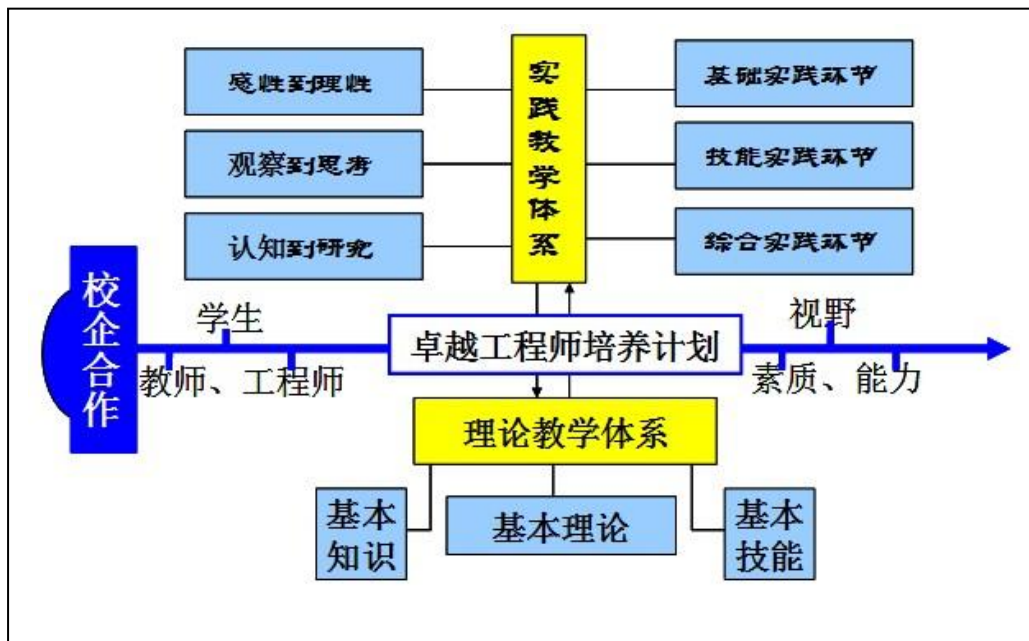 感性到理性
观察到思考
认知到研究
实践教学体系
基础实践环节
技能实践环节
综合实践环节
校企合作
学生
教师、工程师
卓越工程师培养计划
视野
素质、能力
理论教学体系
基本
知识
基本理论
基本
技能